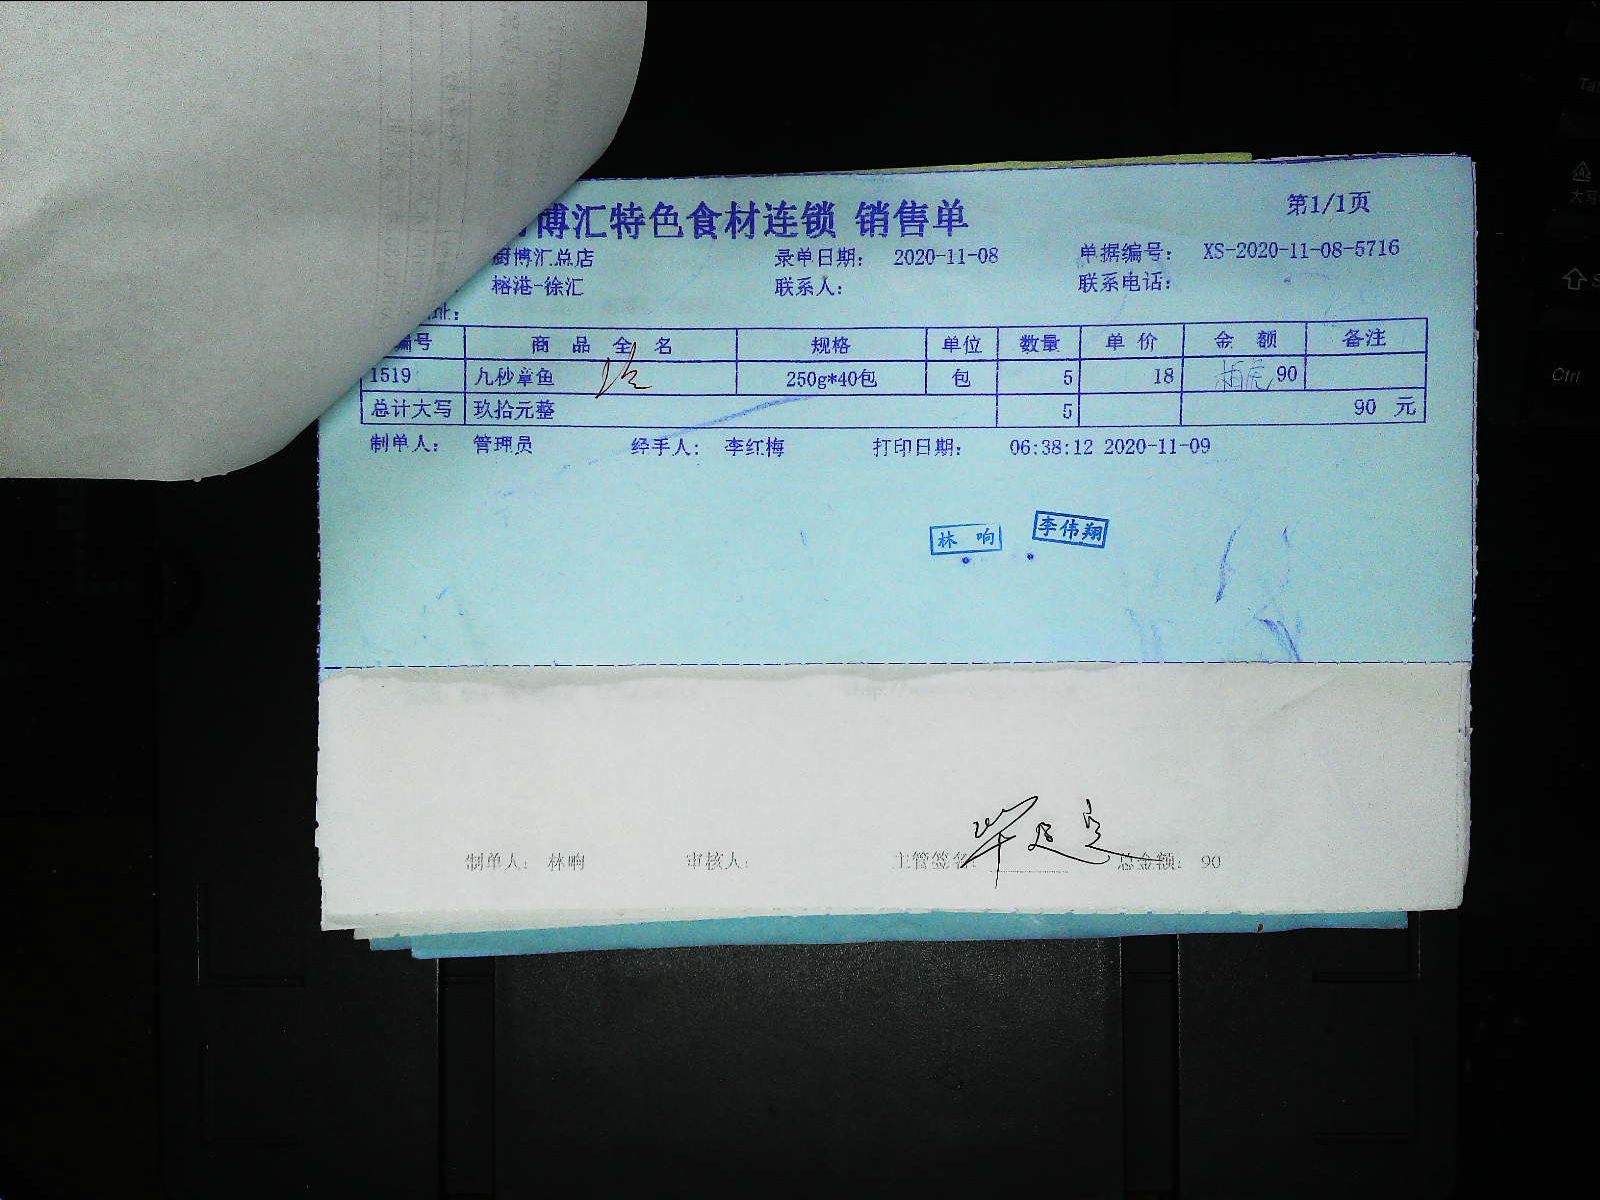 博汇特色食材连锁 销售单
第1/1页
厨博汇总店 录单日期: 2020-11-08 单据编号: XS-2020-11-08-5716
榕港-徐汇 联系人: 联系电话:
址:
编号 商品全名 规格 单位 数量 单价 金额 备注
1519 九秒章鱼 250g*40包 包 5 18 90
总计大写 玖拾元整 5 90 元
制单人: 管理员 经手人: 李红梅 打印日期: 06:38:12 2020-11-09
林响 李伟翔
制单人: 林响 审核人: 主管签名: 总金额: 90